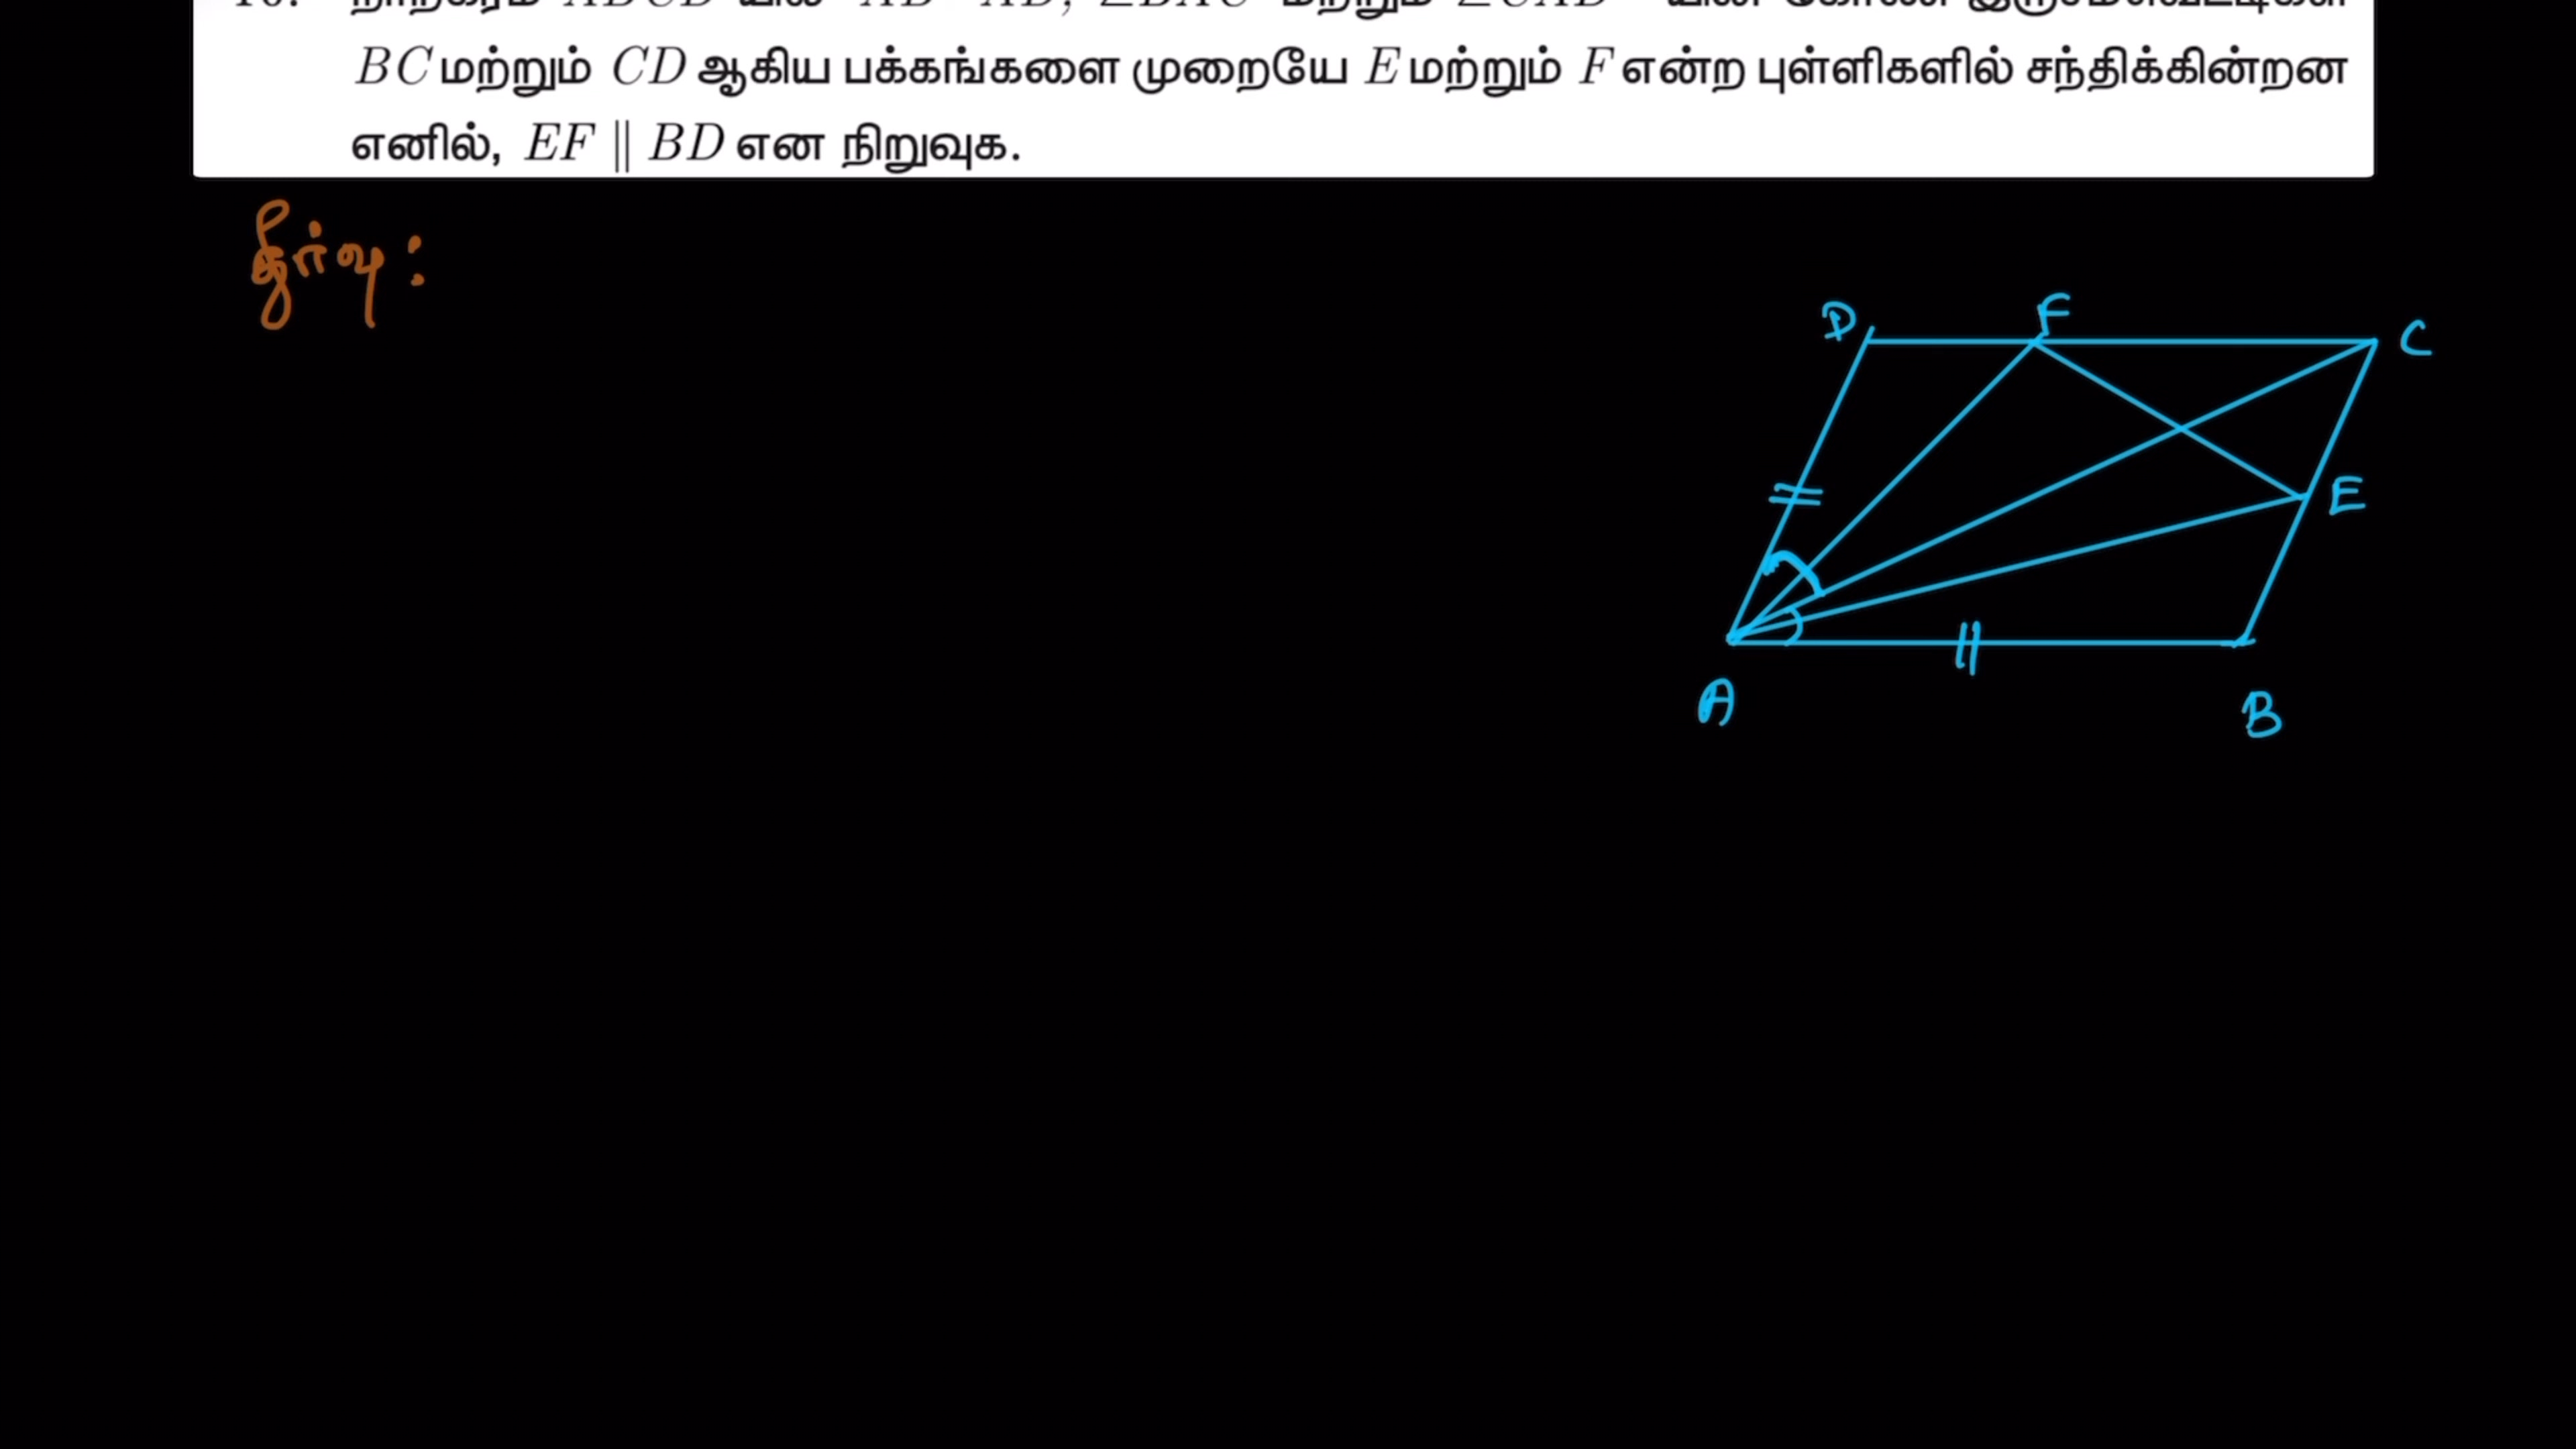 BC மற்றும் CD ஆகிய பக்கங்களை முறையே E மற்றும் F என்ற புள்ளிகளில் சந்திக்கின்றன
எனில், EF || BD என நிறுவுக.
தீர்வு :
D F C
E
A B